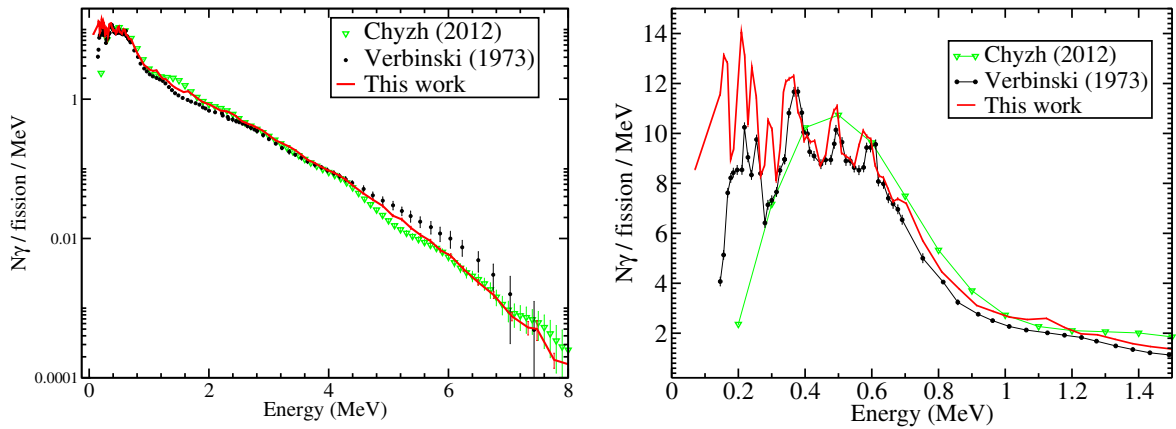 Chyzh (2012)
Verbinski (1973)
This work
1
0.01
0.0001
Nγ / fission / MeV
0
2
4
6
8
Energy (MeV)
Chyzh (2012)
Verbinski (1973)
This work
14
12
10
8
6
4
2
Nγ / fission / MeV
0
0.2
0.4
0.6
0.8
1
1.2
1.4
Energy (MeV)